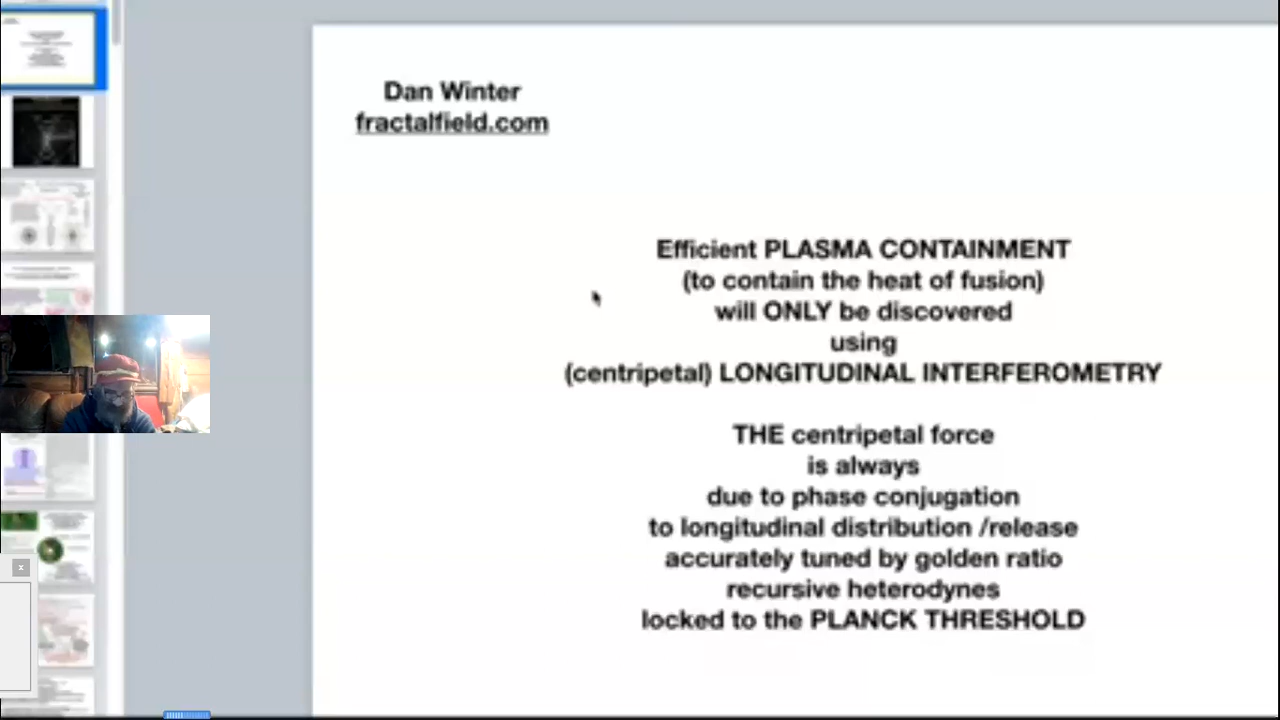 Dan Winter
fractalfield.com
Efficient PLASMA CONTAINMENT
(to contain the heat of fusion)
will ONLY be discovered
using
(centripetal) LONGITUDINAL INTERFEROMETRY
THE centripetal force
is always
due to phase conjugation
to longitudinal distribution /release
accurately tuned by golden ratio
recursive heterodynes
locked to the PLANCK THRESHOLD